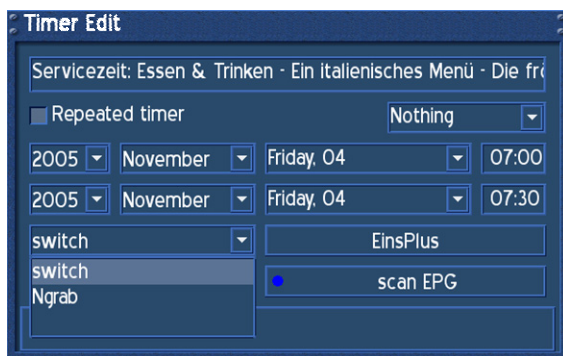 Timer Edit
Servicezeit: Essen & Trinken - Ein italienisches Menü - Die
Repeated timer Nothing
2005 November Friday, 04 07:00
2005 November Friday, 04 07:30
switch EinsPlus
switch scan EPG
Ngrab